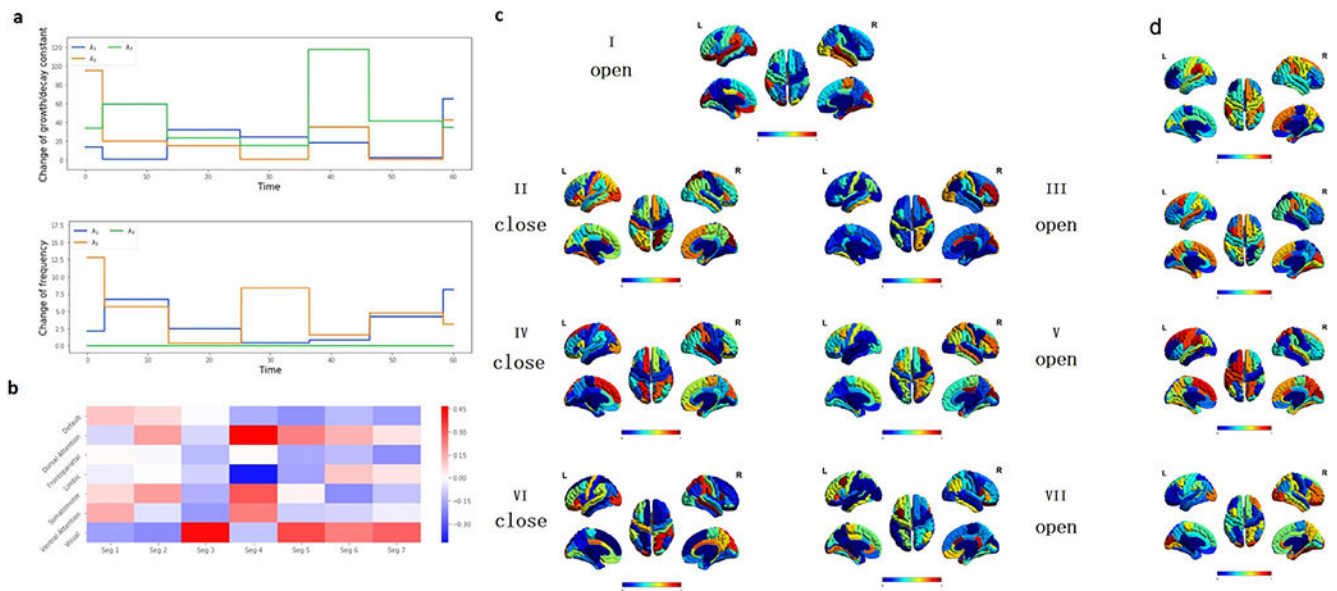 a
Change of growth/decay constant
120
100
80
60
40
20
0
λ₁
λ₂
λ₃
0 10 20 30 40 50 60
Time
Change of frequency
17.5
15.0
12.5
10.0
7.5
5.0
2.5
0.0
λ₁
λ₂
λ₃
0 10 20 30 40 50 60
Time
b
Default
Dorsal Attention
Frontoparietal
Limbic
Somatomotor
Ventral Attention
Visual
Seg 1 Seg 2 Seg 3 Seg 4 Seg 5 Seg 6 Seg 7
0.45
0.30
0.15
0.00
-0.15
-0.30
c
I
open
L R
II
close
L R
III
open
L R
IV
close
L R
V
open
L R
VI
close
L R
VII
open
L R
d
L R
L R
L R
L R